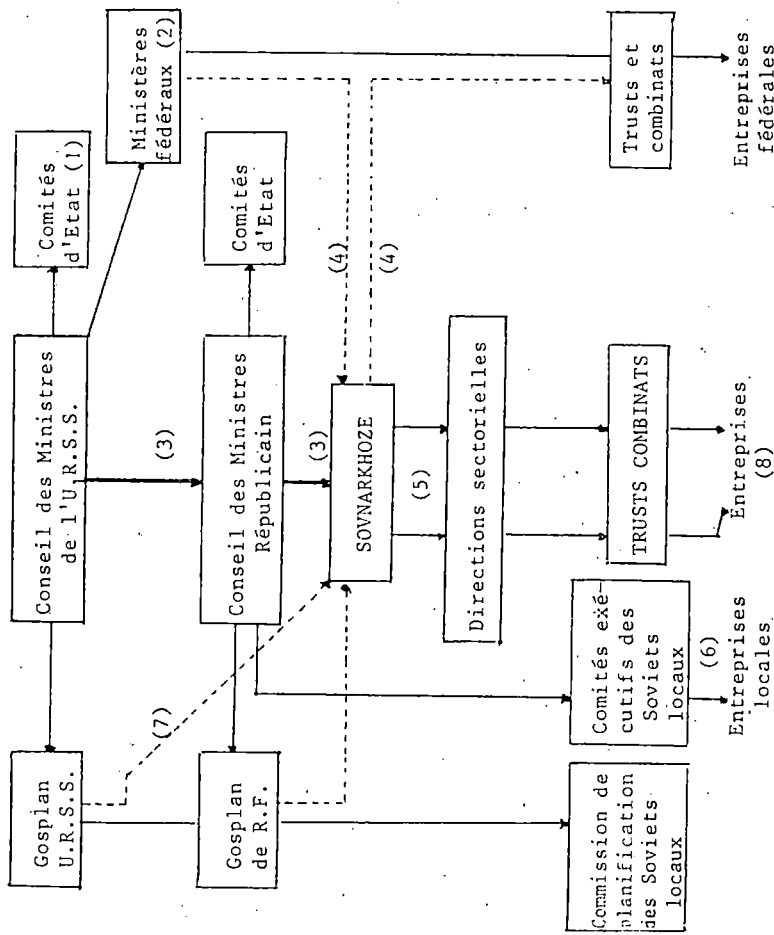 Gosplan
U.R.S.S.
Conseil des Ministres
de l'U.R.S.S.
Comités
d'Etat (1)
Ministères
fédéraux (2)
(3)
(7)
Gosplan
de R.F.
Conseil des Ministres
Républicain
Comités
d'Etat
(3)
(4)
(4)
SOVNARKHOZE
(5)
Directions sectorielles
Commission de
planification
des Soviets
locaux
Comités exé-
cutifs des
Soviets
locaux
TRUSTS COMBINATS
Trusts et
combinats
(6)
Entreprises
locales
Entreprises
(8)
Entreprises
fédérales